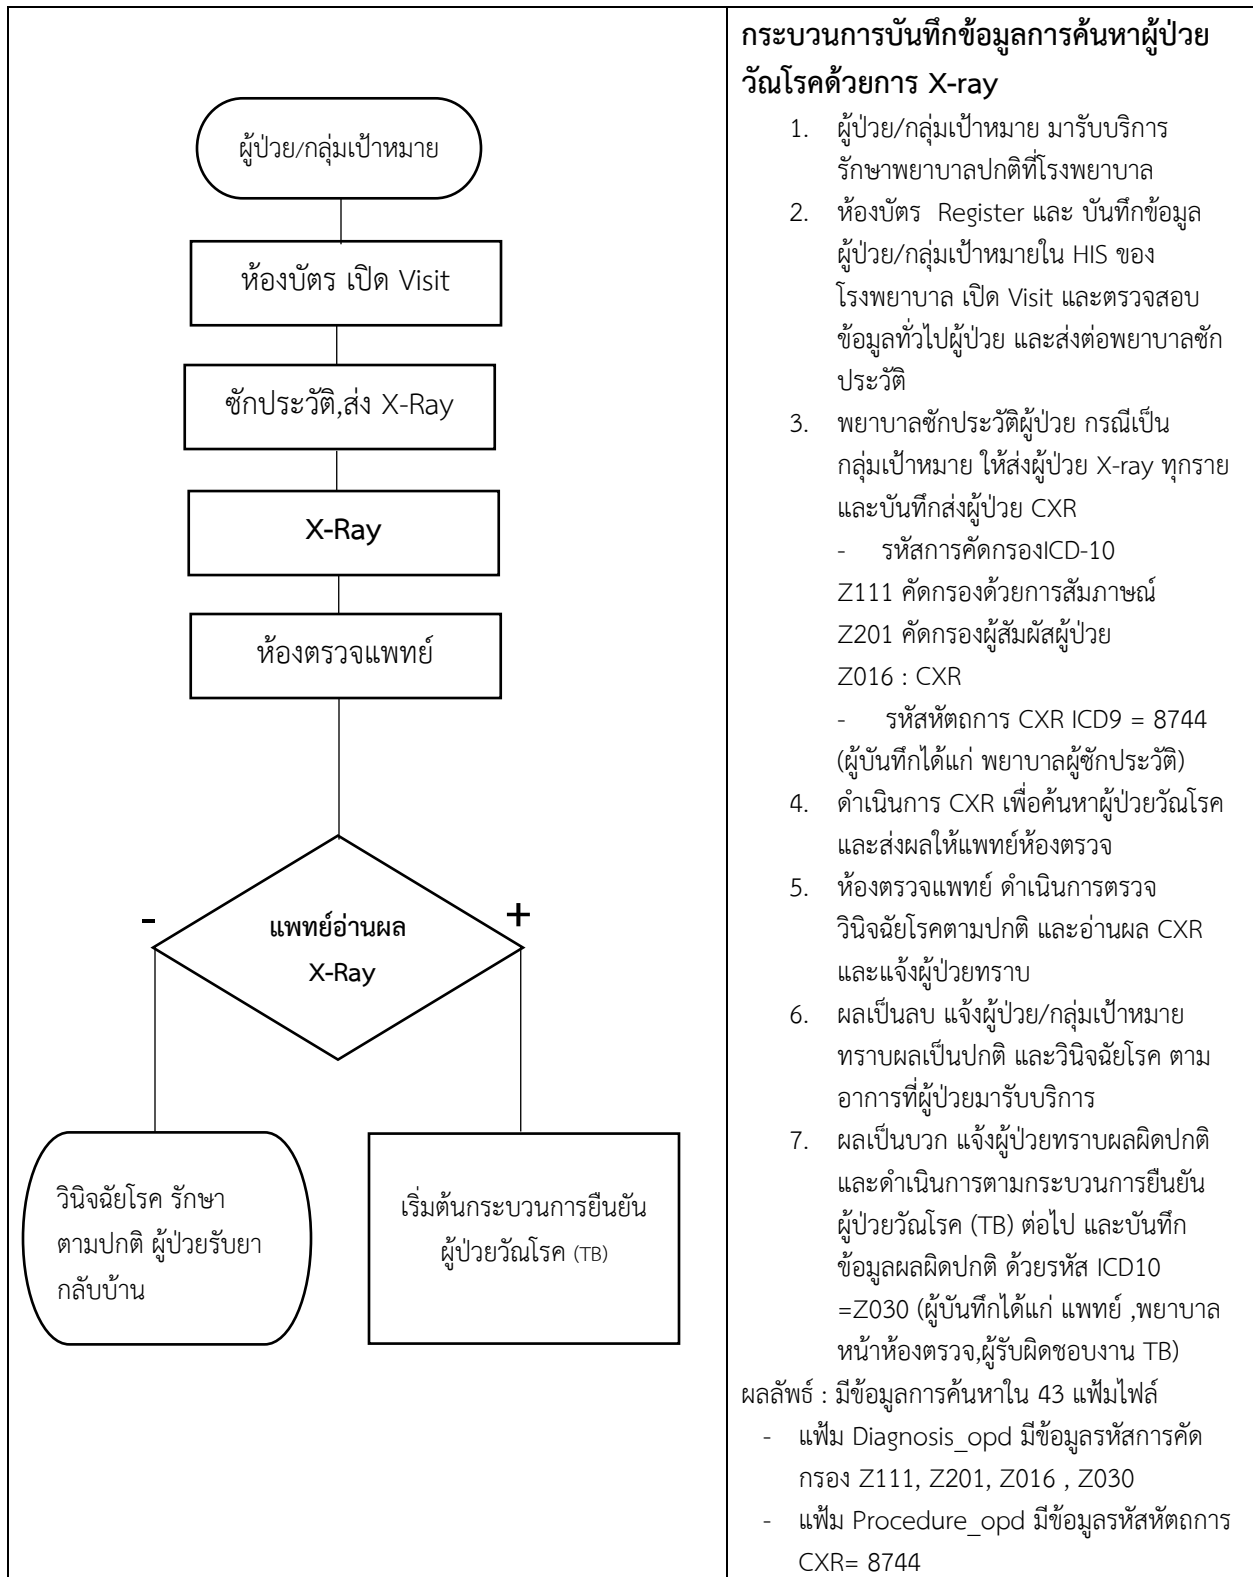 ผู้ป่วย/กลุ่มเป้าหมาย
ห้องบัตร เปิด Visit
ซักประวัติ,ส่ง X-Ray
X-Ray
ห้องตรวจแพทย์
-
+
แพทย์อ่านผล
X-Ray
วินิจฉัยโรค รักษา
ตามปกติ ผู้ป่วยรับยา
กลับบ้าน
เริ่มต้นกระบวนการยืนยัน
ผู้ป่วยวัณโรค (TB)
กระบวนการบันทึกข้อมูลการค้นหาผู้ป่วย
วัณโรคด้วยการ X-ray
1. ผู้ป่วย/กลุ่มเป้าหมาย มารับบริการ
รักษาพยาบาลปกติที่โรงพยาบาล
2. ห้องบัตร Register และ บันทึกข้อมูล
ผู้ป่วย/กลุ่มเป้าหมายใน HIS ของ
โรงพยาบาล เปิด Visit และตรวจสอบ
ข้อมูลทั่วไปผู้ป่วย และส่งต่อพยาบาลซัก
ประวัติ
3. พยาบาลซักประวัติผู้ป่วย กรณีเป็น
กลุ่มเป้าหมาย ให้ส่งผู้ป่วย X-ray ทุกราย
และบันทึกส่งผู้ป่วย CXR
- รหัสการคัดกรองICD-10
Z111 คัดกรองด้วยการสัมภาษณ์
Z201 คัดกรองผู้สัมผัสผู้ป่วย
Z016 : CXR
- รหัสหัตถการ CXR ICD9 = 8744
(ผู้บันทึกได้แก่ พยาบาลผู้ซักประวัติ)
4. ดำเนินการ CXR เพื่อค้นหาผู้ป่วยวัณโรค
และส่งผลให้แพทย์ห้องตรวจ
5. ห้องตรวจแพทย์ ดำเนินการตรวจ
วินิจฉัยโรคตามปกติ และอ่านผล CXR
และแจ้งผู้ป่วยทราบ
6. ผลเป็นลบ แจ้งผู้ป่วย/กลุ่มเป้าหมาย
ทราบผลเป็นปกติ และวินิจฉัยโรค ตาม
อาการที่ผู้ป่วยมารับบริการ
7. ผลเป็นบวก แจ้งผู้ป่วยทราบผลผิดปกติ
และดำเนินการตามกระบวนการยืนยัน
ผู้ป่วยวัณโรค (TB) ต่อไป และบันทึก
ข้อมูลผลผิดปกติ ด้วยรหัส ICD10
=Z030 (ผู้บันทึกได้แก่ แพทย์ ,พยาบาล
หน้าห้องตรวจ,ผู้รับผิดชอบงาน TB)
ผลลัพธ์ : มีข้อมูลการค้นหาใน 43 แฟ้มไฟล์
- แฟ้ม Diagnosis_opd มีข้อมูลรหัสการคัด
กรอง Z111, Z201, Z016 , Z030
- แฟ้ม Procedure_opd มีข้อมูลรหัสหัตถการ
CXR= 8744